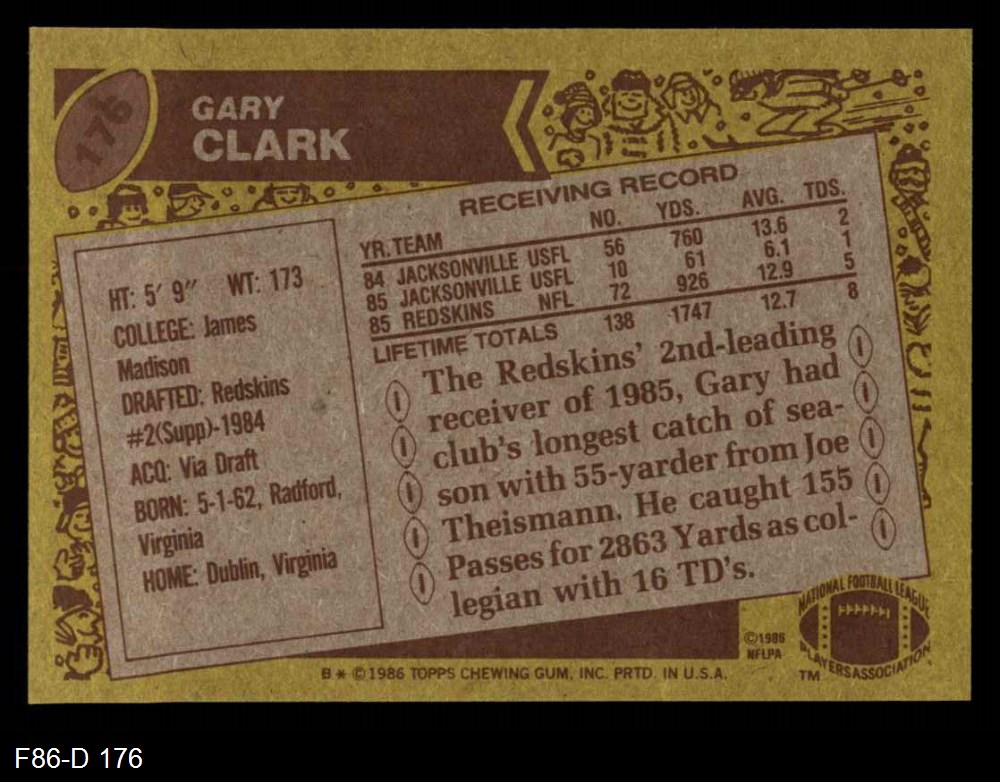 176
GARY
CLARK
RECEIVING RECORD
YR. TEAM NO. YDS. AVG. TDS.
84 JACKSONVILLE USFL 56 760 13.6 2
85 JACKSONVILLE USFL 10 61 6.1 1
85 REDSKINS NFL 72 926 12.9 5
LIFETIME TOTALS 138 1747 12.7 8
HT: 5′ 9″ WT: 173
COLLEGE: James
Madison
DRAFTED: Redskins
#2(Supp)-1984
ACQ: Via Draft
BORN: 5-1-62, Radford,
Virginia
HOME: Dublin, Virginia
The Redskins' 2nd-leading
receiver of 1985, Gary had
club's longest catch of sea-
son with 55-yarder from Joe
Theismann. He caught 155
Passes for 2863 Yards as col-
legian with 16 TD's.
©1986
NFLPA
NATIONAL FOOTBALL LEAGUE
PLAYERS ASSOCIATION
TM
B * © 1986 TOPPS CHEWING GUM, INC. PRTD. IN U.S.A.
F86-D 176